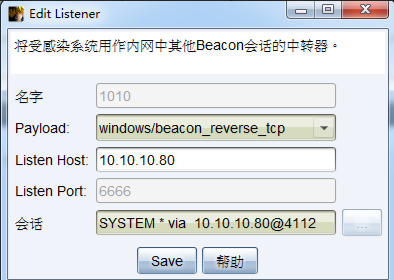 Edit Listener
将受感染系统用作内网中其他Beacon会话的中转器。
名字 1010
Payload: windows/beacon_reverse_tcp
Listen Host: 10.10.10.80
Listen Port: 6666
会话 SYSTEM * via 10.10.10.80@4112 ...
Save 帮助